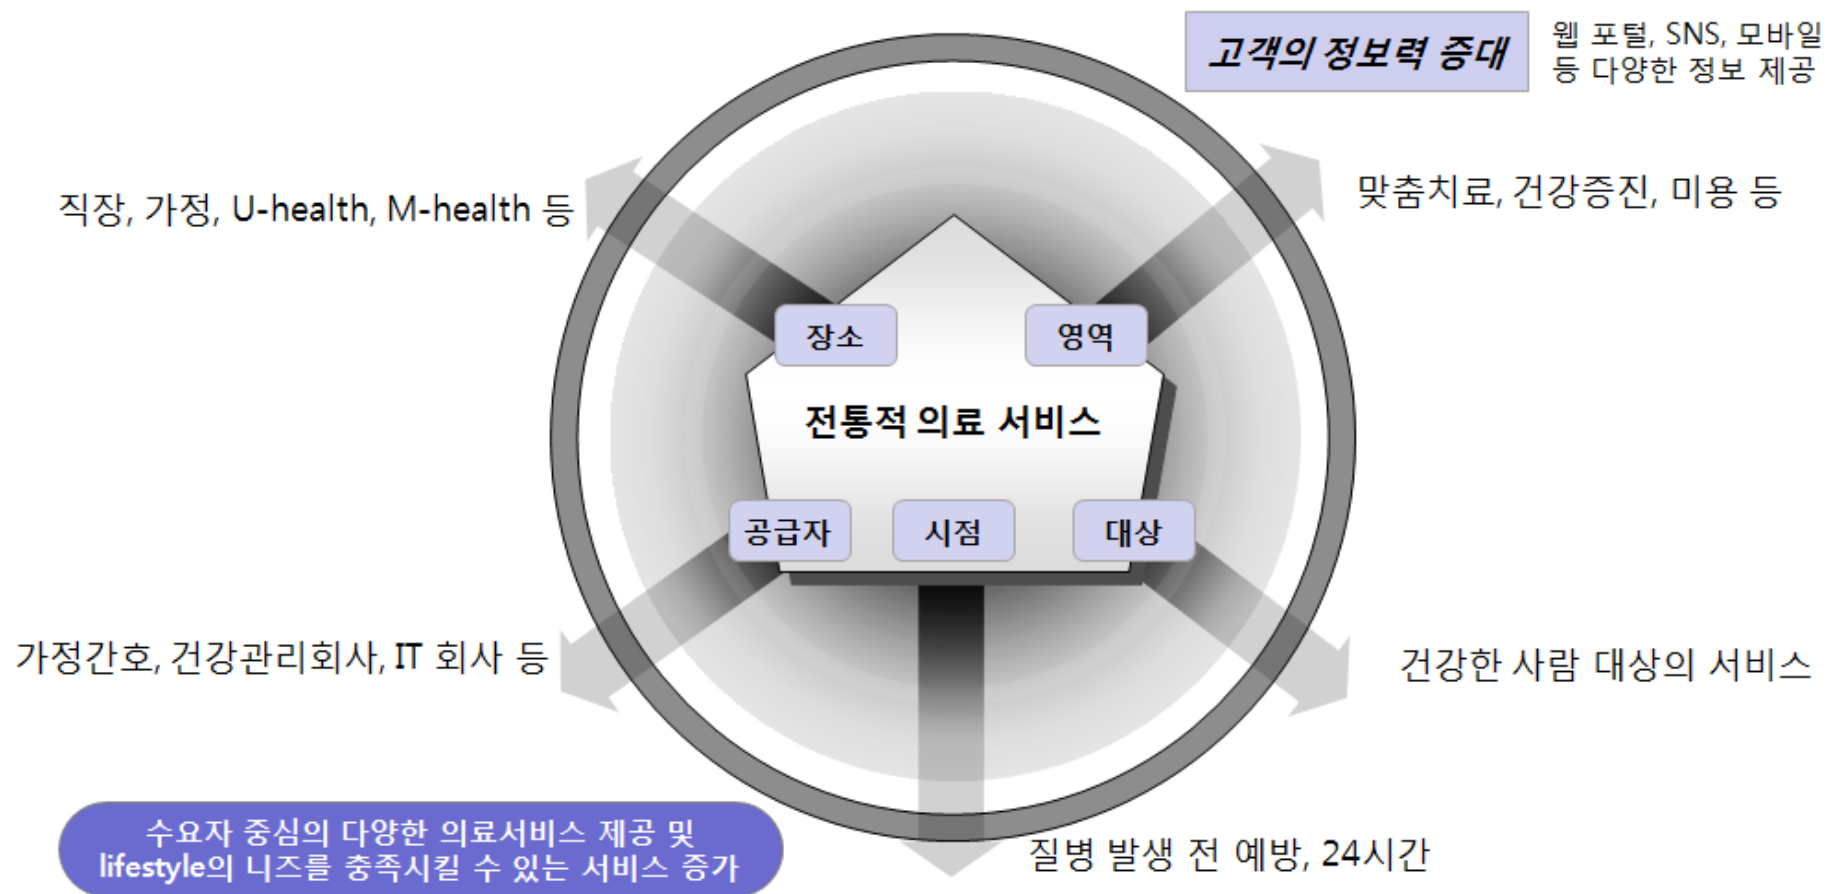 고객의 정보력 증대
웹 포털, SNS, 모바일
등 다양한 정보 제공
직장, 가정, U-health, M-health 등
맞춤치료, 건강증진, 미용 등
장소
영역
전통적 의료 서비스
공급자
시점
대상
가정간호, 건강관리회사, IT 회사 등
건강한 사람 대상의 서비스
수요자 중심의 다양한 의료서비스 제공 및
lifestyle의 니즈를 충족시킬 수 있는 서비스 증가
질병 발생 전 예방, 24시간